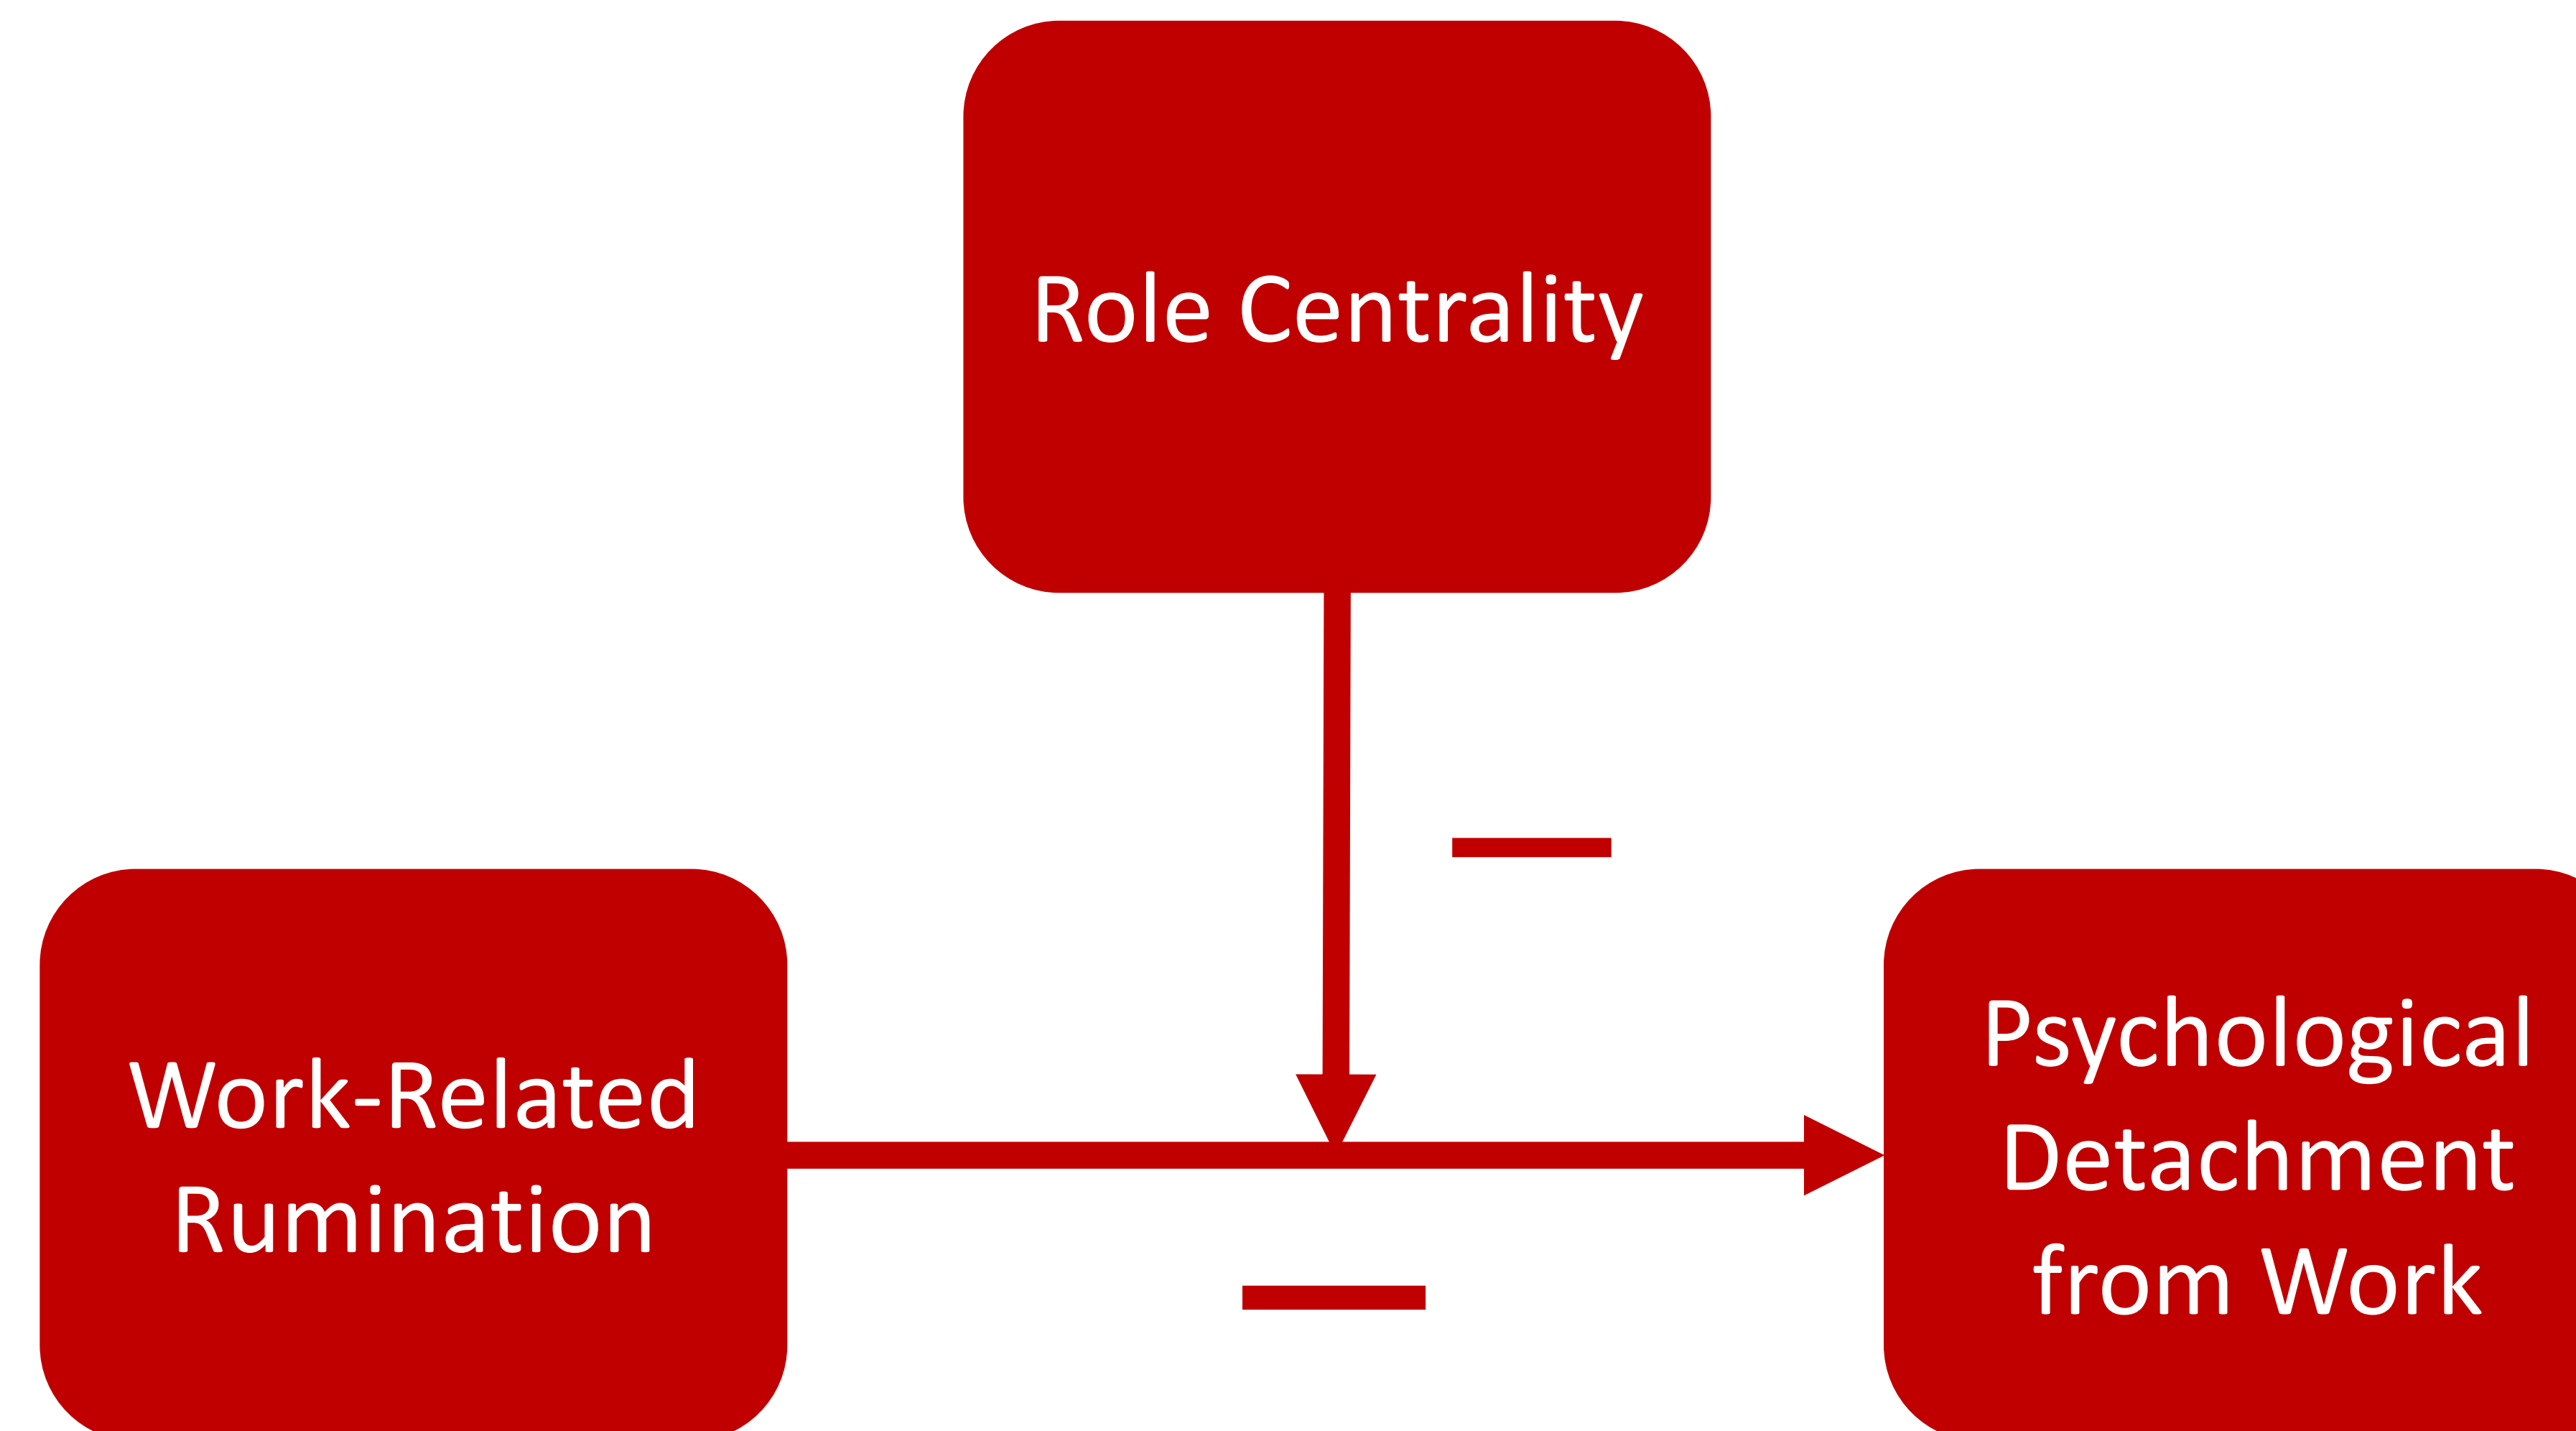 Role Centrality
Work-Related
Rumination
Psychological
Detachment
from Work